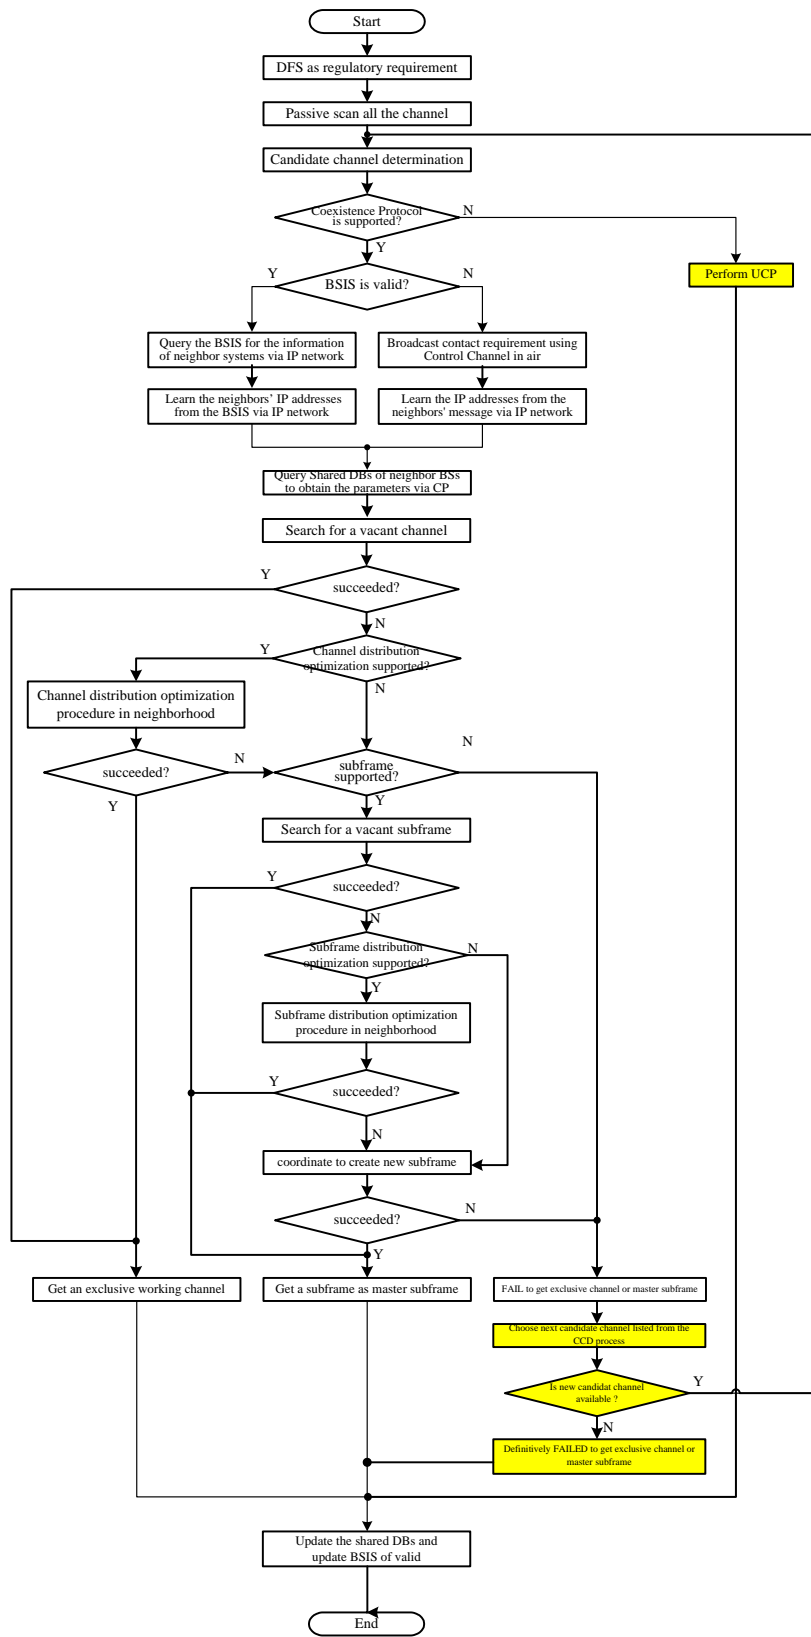 Start
DFS as regulatory requirement
Passive scan all the channel
Candidate channel determination
Coexistence Protocol
is supported?
N
Y
Perform UCP
Y
BSIS is valid?
N
Query the BSIS for the information
of neighbor systems via IP network
Broadcast contact requirement using
Control Channel in air
Learn the neighbors' IP addresses
from the BSIS via IP network
Learn the IP addresses from the
neighbors' message via IP network
Query Shared DBs of neighbor BSs
to obtain the parameters via CP
Search for a vacant channel
Y
succeeded?
N
Y
Channel distribution
optimization supported?
N
Channel distribution optimization
procedure in neighborhood
succeeded?
N
Y
subframe
supported?
N
Y
Search for a vacant subframe
Y
succeeded?
N
Subframe distribution
optimization supported?
N
Y
Subframe distribution optimization
procedure in neighborhood
Y
succeeded?
N
coordinate to create new subframe
succeeded?
N
Y
Get an exclusive working channel
Get a subframe as master subframe
FAIL to get exclusive channel or master subframe
Choose next candidate channel listed from the
CCD process
Is new candidat channel
available ?
Y
N
Definitively FAILED to get exclusive channel or
master subframe
Update the shared DBs and
update BSIS of valid
End